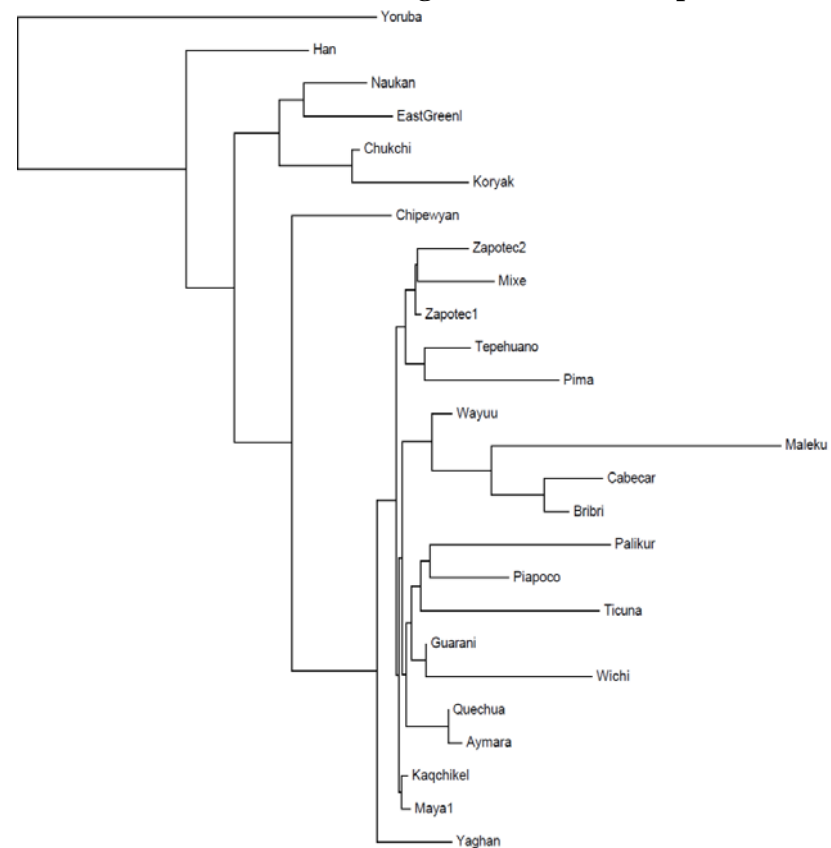 Yoruba
Han
Naukan
EastGreenl
Chukchi
Koryak
Chipewyan
Zapotec2
Mixe
Zapotec1
Tepehuano
Pima
Wayuu
Maleku
Cabecar
Bribri
Palikur
Piapoco
Ticuna
Guarani
Wichi
Quechua
Aymara
Kaqchikel
Maya1
Yaghan